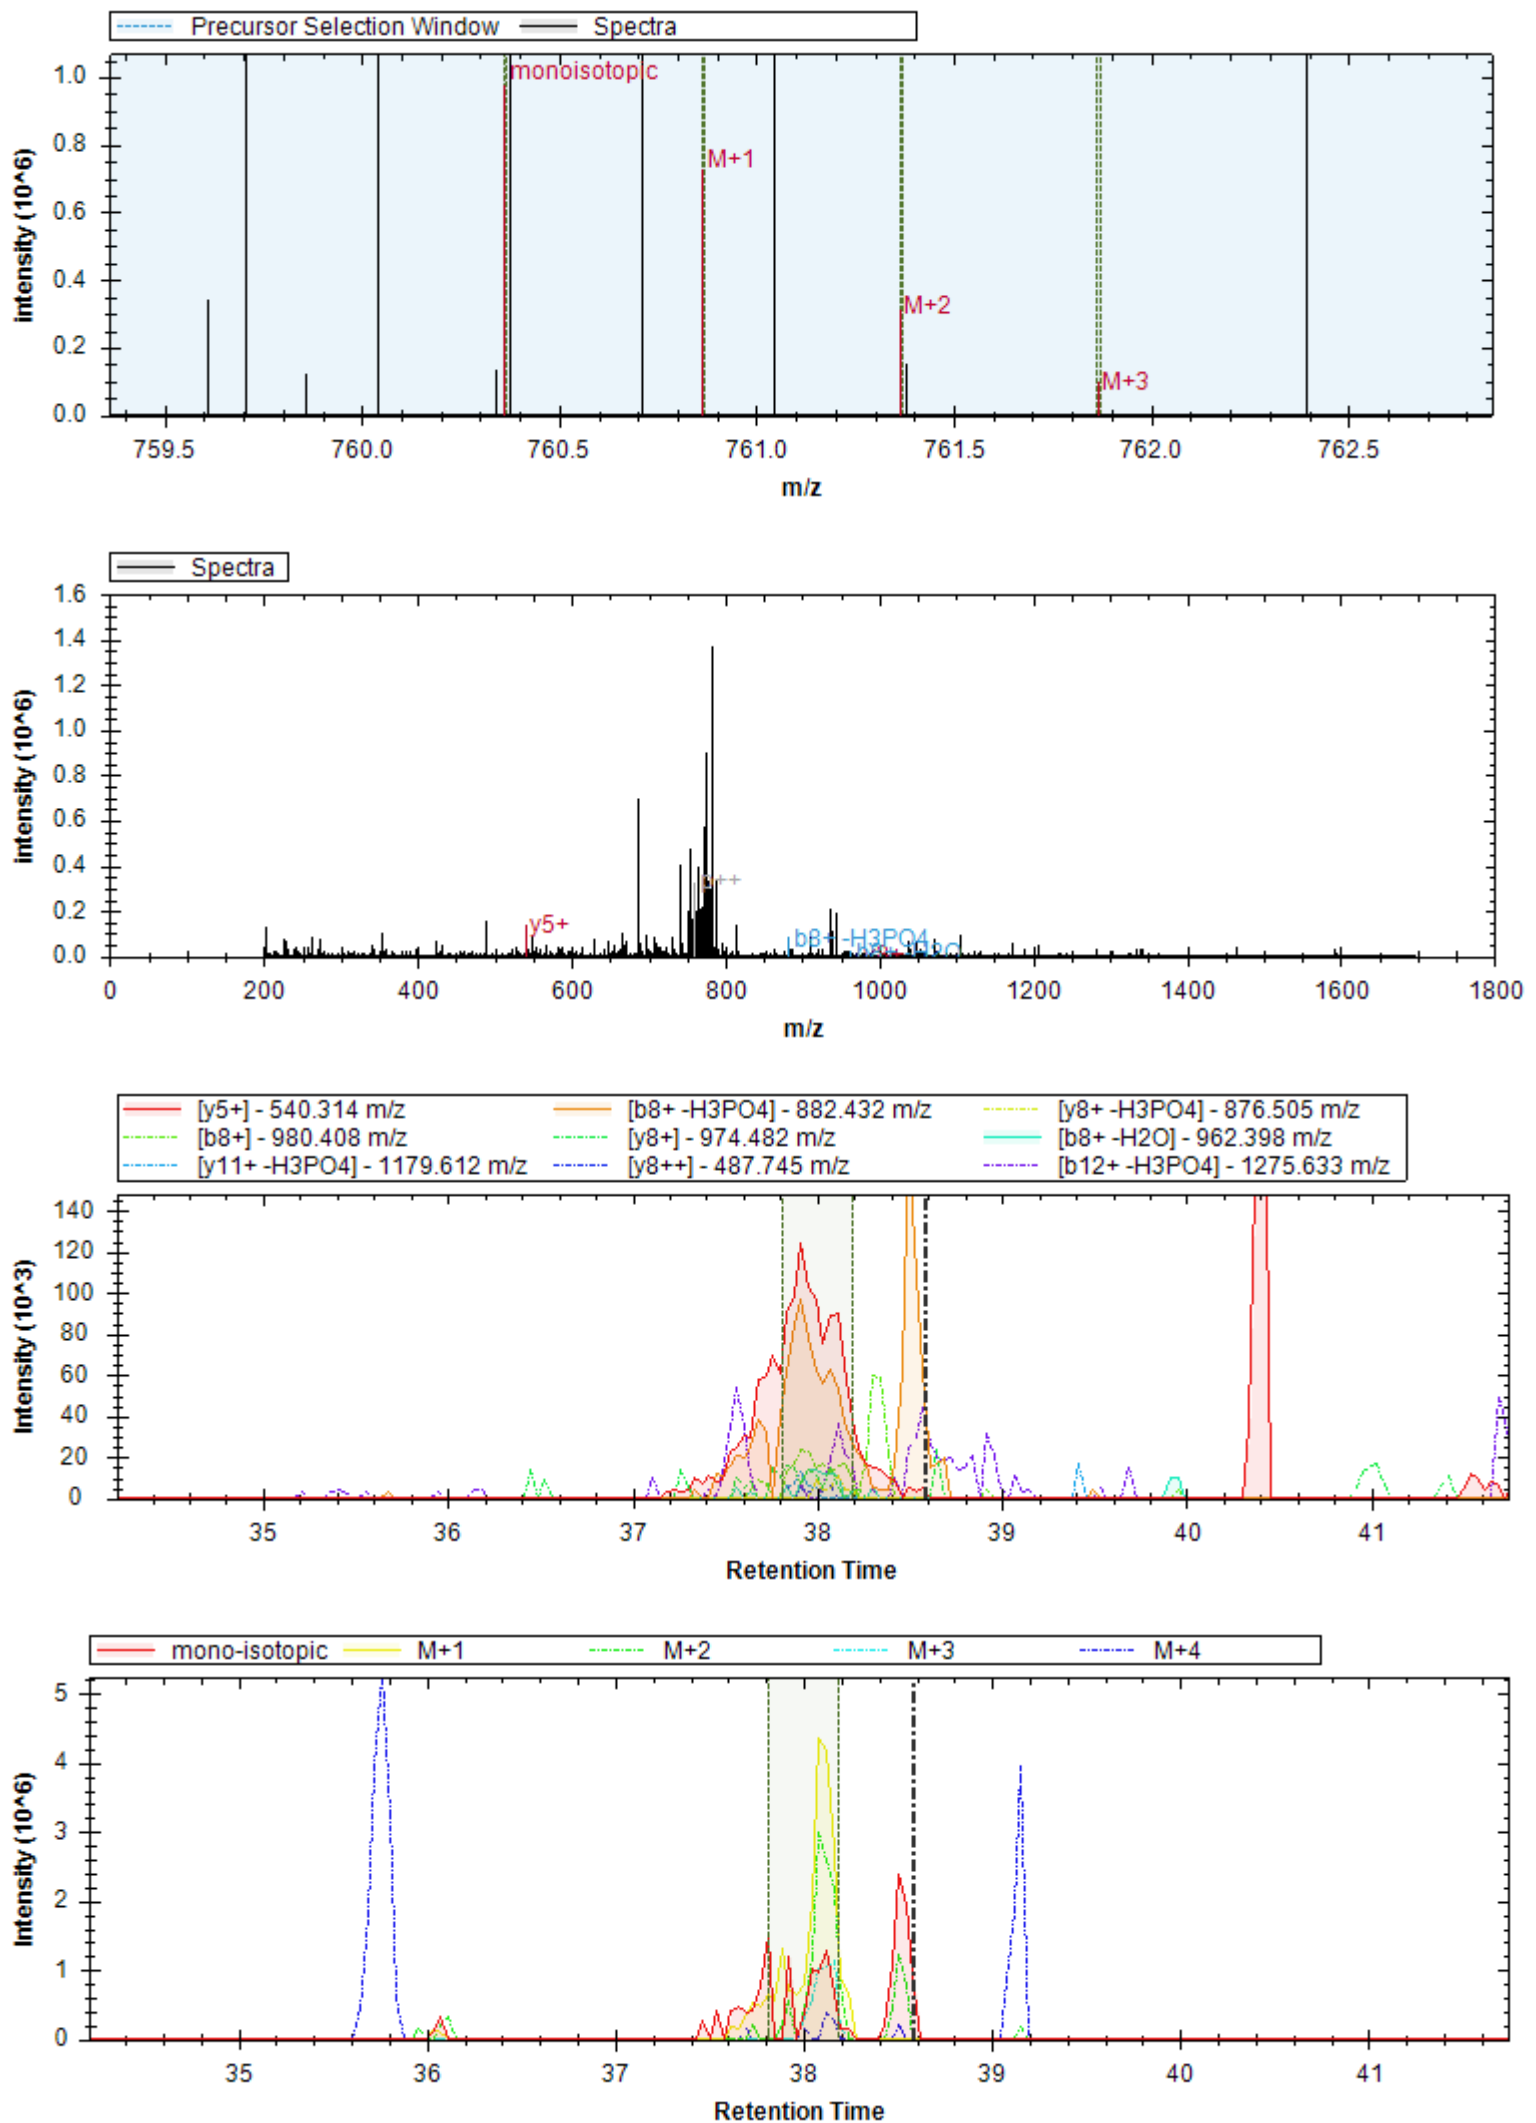 Precursor Selection Window Spectra
intensity (10^6)
1.0
0.8
0.6
0.4
0.2
0.0
monoisotopic
M+1
M+2
M+3
759.5 760.0 760.5 761.0 761.5 762.0 762.5
m/z
Spectra
intensity (10^6)
1.6
1.4
1.2
1.0
0.8
0.6
0.4
0.2
0.0
y5+
b8+ -H3PO4
0 200 400 600 800 1000 1200 1400 1600 1800
m/z
[y5+] - 540.314 m/z [b8+ -H3PO4] - 882.432 m/z [y8+ -H3PO4] - 876.505 m/z
[b8+] - 980.408 m/z [y8+] - 974.482 m/z [b8+ -H2O] - 962.398 m/z
[y11+ -H3PO4] - 1179.612 m/z [y8++] - 487.745 m/z [b12+ -H3PO4] - 1275.633 m/z
Intensity (10^3)
140
120
100
80
60
40
20
0
35 36 37 38 39 40 41
Retention Time
mono-isotopic M+1 M+2 M+3 M+4
Intensity (10^6)
5
4
3
2
1
0
35 36 37 38 39 40 41
Retention Time